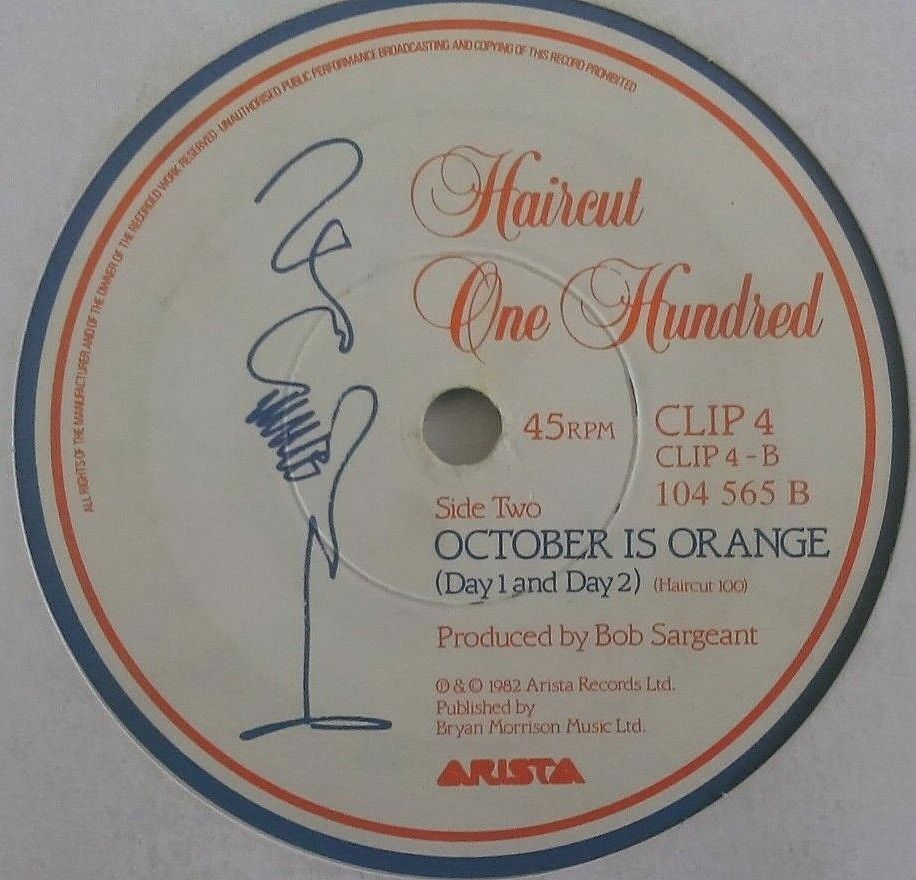 ALL RIGHTS OF THE MANUFACTURER AND OF THE OWNER OF THE RECORDED WORK RESERVED. UNAUTHORISED PUBLIC PERFORMANCE BROADCASTING AND COPYING OF THIS RECORD PROHIBITED
Haircut
One Hundred
45RPM
CLIP 4
CLIP 4-B
104 565 B
Side Two
OCTOBER IS ORANGE
(Day 1 and Day 2) (Haircut 100)
Produced by Bob Sargeant
℗ & © 1982 Arista Records Ltd.
Published by
Bryan Morrison Music Ltd.
ARISTA